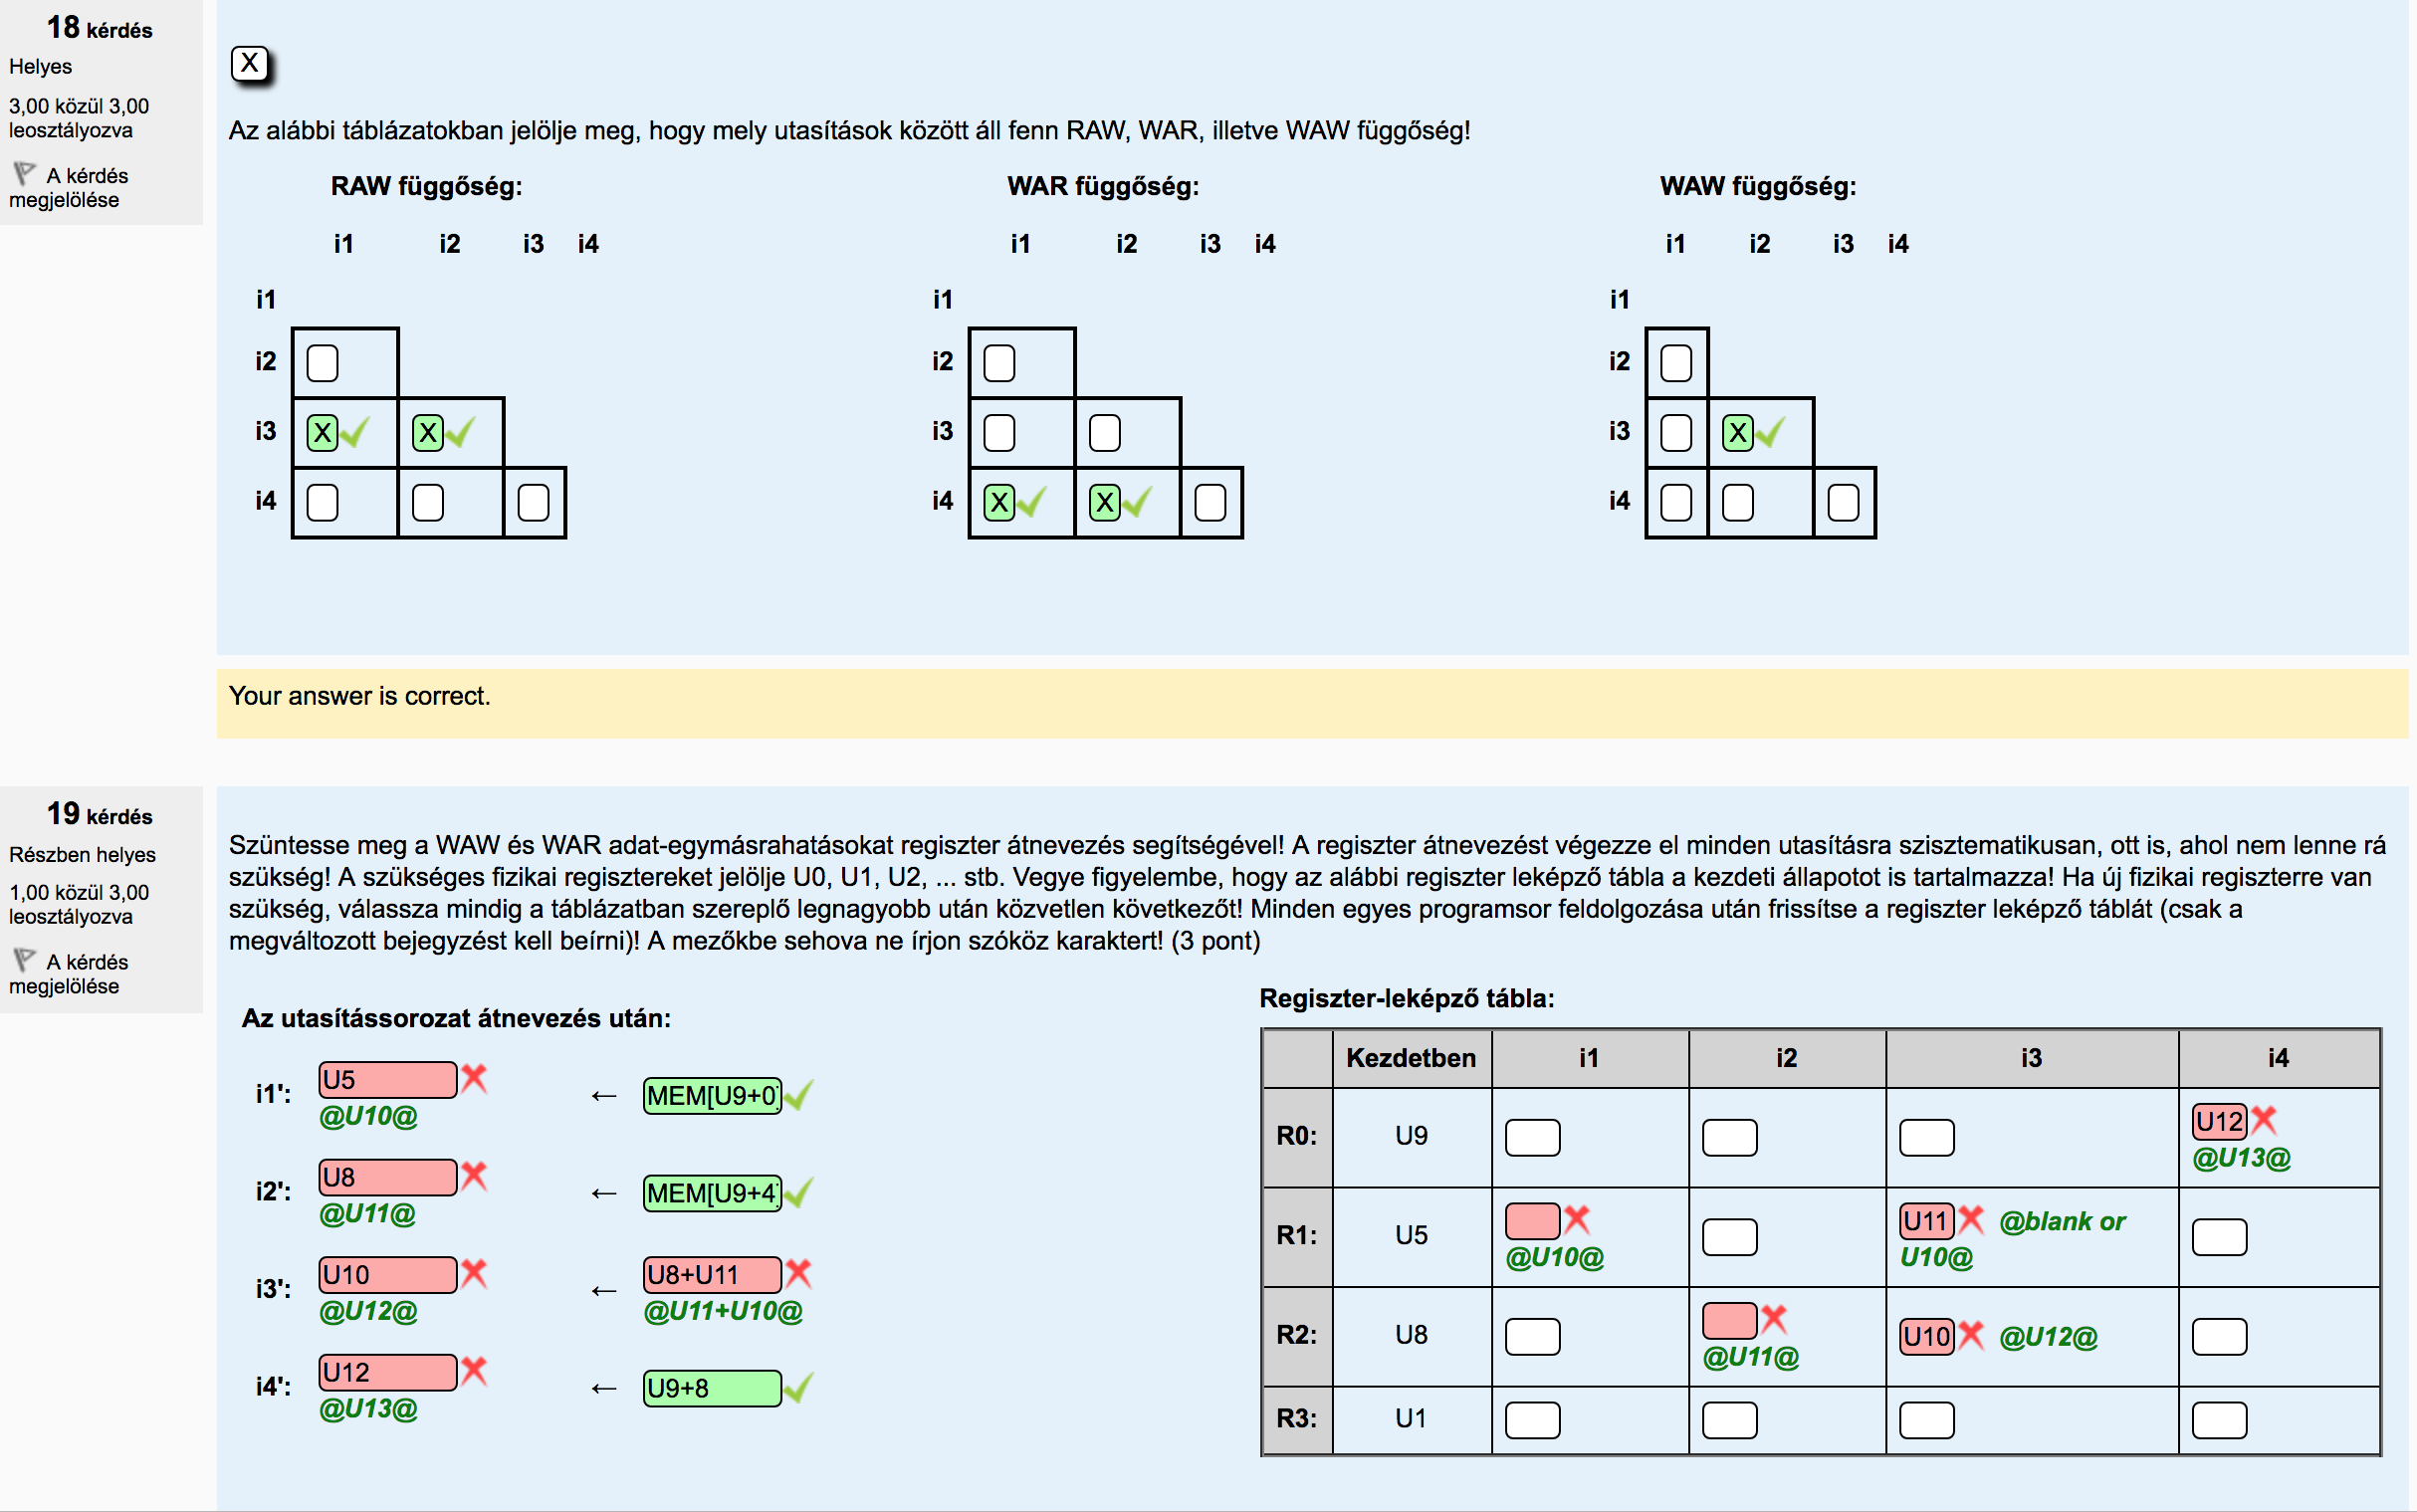 18 kérdés
Helyes
3,00 közül 3,00
leosztályozva
A kérdés
megjelölése
X
Az alábbi táblázatokban jelölje meg, hogy mely utasítások között áll fenn RAW, WAR, illetve WAW függőség!
RAW függőség: WAR függőség: WAW függőség:
i1 i2 i3 i4 i1 i2 i3 i4 i1 i2 i3 i4
i1 i1 i1
i2 i2 i2
i3 X X i3 i3 X
i4 i4 X X i4
Your answer is correct.
19 kérdés
Részben helyes
1,00 közül 3,00
leosztályozva
A kérdés
megjelölése
Szüntesse meg a WAW és WAR adat-egymásrahatásokat regiszter átnevezés segítségével! A regiszter átnevezést végezze el minden utasításra szisztematikusan, ott is, ahol nem lenne rá
szükség! A szükséges fizikai regisztereket jelölje U0, U1, U2, ... stb. Vegye figyelembe, hogy az alábbi regiszter leképző tábla a kezdeti állapotot is tartalmazza! Ha új fizikai regiszterre van
szükség, válassza mindig a táblázatban szereplő legnagyobb után közvetlen következőt! Minden egyes programsor feldolgozása után frissítse a regiszter leképző táblát (csak a
megváltozott bejegyzést kell beírni)! A mezőkbe sehova ne írjon szóköz karaktert! (3 pont)
Az utasítássorozat átnevezés után:
i1': U5 ← MEM[U9+0]
@U10@
i2': U8 ← MEM[U9+4]
@U11@
i3': U10 ← U8+U11
@U12@ @U11+U10@
i4': U12 ← U9+8
@U13@
Regiszter-leképző tábla:
Kezdetben i1 i2 i3 i4
R0: U9 U12
@U13@
R1: U5 U11 @blank or
@U10@ U10@
R2: U8 U10 @U12@
@U11@
R3: U1